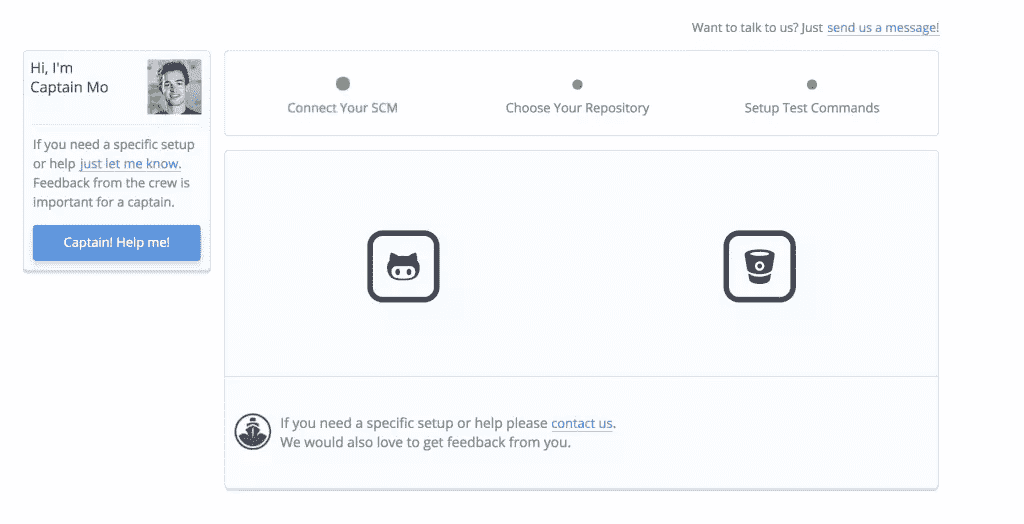 Want to talk to us? Just send us a message!
Hi, I'm
Captain Mo
If you need a specific setup
or help just let me know.
Feedback from the crew is
important for a captain.
Captain! Help me!
Connect Your SCM
Choose Your Repository
Setup Test Commands
If you need a specific setup or help please contact us.
We would also love to get feedback from you.